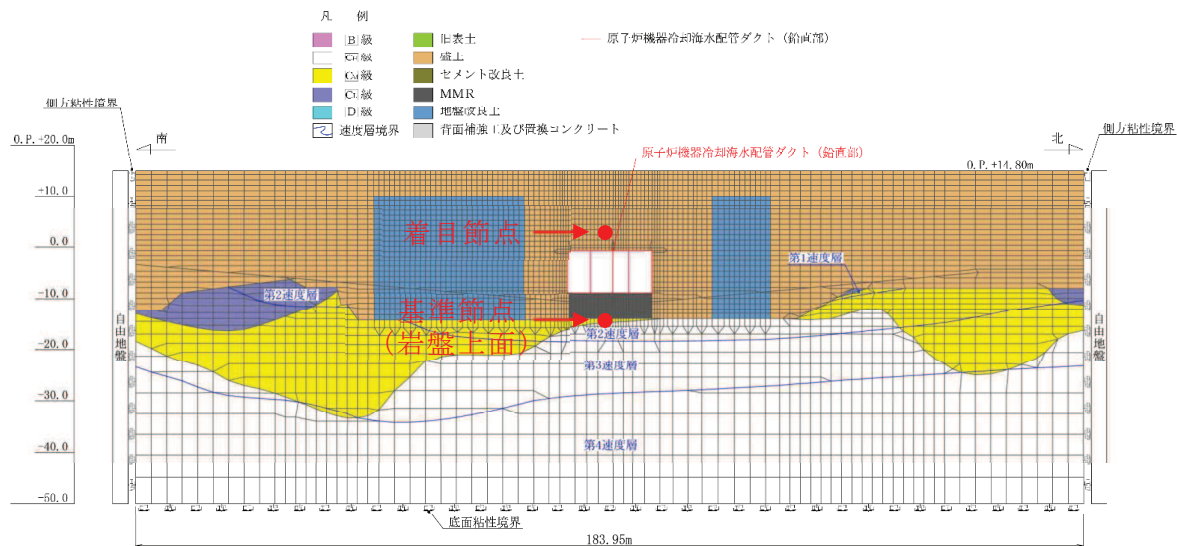 凡 例
B級
CH級
CM級
CL級
D級
速度層境界
旧表土
盛土
セメント改良土
MMR
地盤改良土
背面補強工及び置換コンクリート
原子炉機器冷却海水配管ダクト（鉛直部）
側方粘性境界
側方粘性境界
O.P.+20.0m
南
北
原子炉機器冷却海水配管ダクト（鉛直部）
O.P.+14.80m
+10.0
着目節点
0.0
第1速度層
第2速度層
-10.0
基準節点
(岩盤上面)
第2速度層
自由地盤
自由地盤
-20.0
第3速度層
-30.0
-40.0
第4速度層
-50.0
底面粘性境界
183.95m